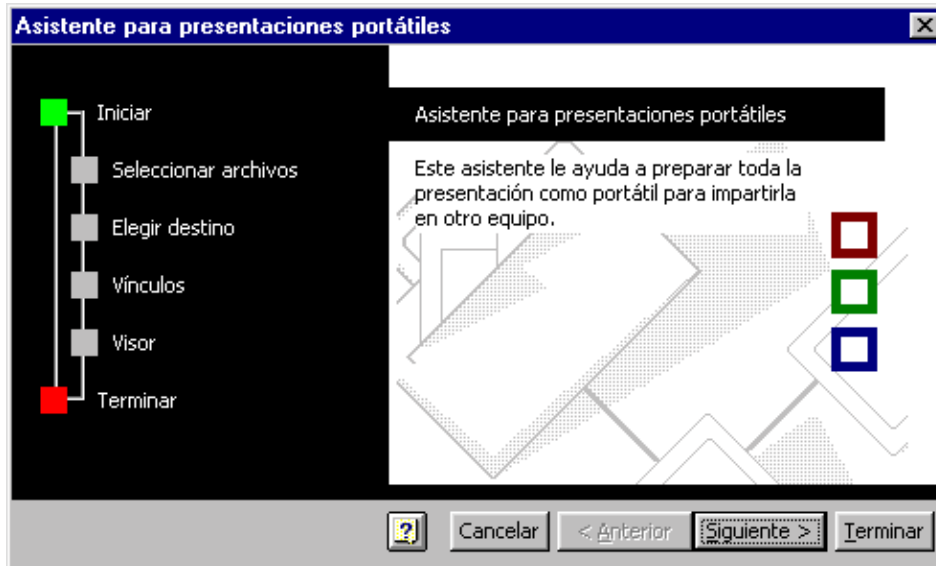 Asistente para presentaciones portátiles
Iniciar
Seleccionar archivos
Elegir destino
Vínculos
Visor
Terminar
Asistente para presentaciones portátiles
Este asistente le ayuda a preparar toda la
presentación como portátil para impartirla
en otro equipo.
?
Cancelar
< Anterior
Siguiente >
Terminar